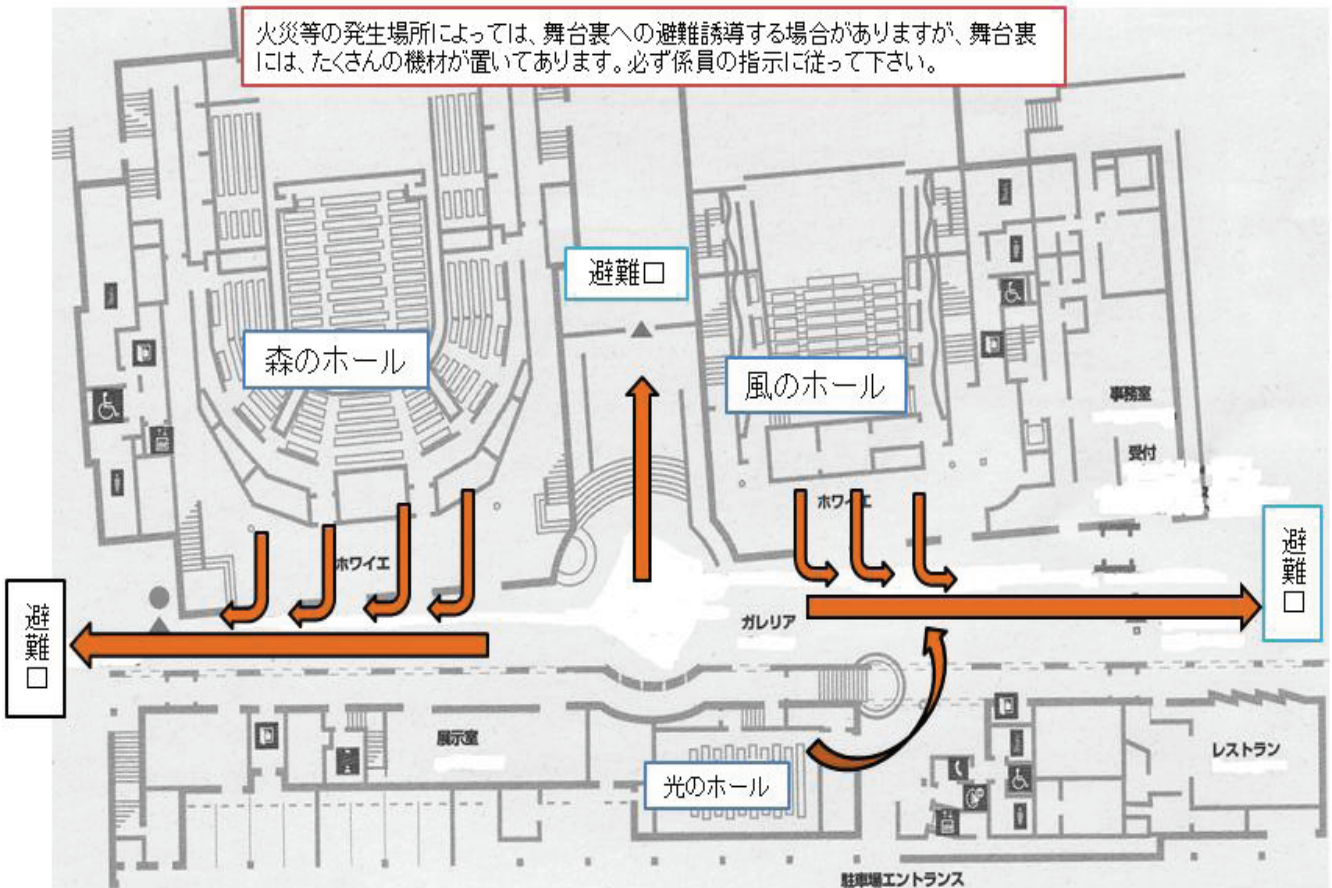 火災等の発生場所によっては、舞台裏への避難誘導する場合がありますが、舞台裏
には、たくさんの機材が置いてあります。必ず係員の指示に従って下さい。
避難口
森のホール
風のホール
事務室
受付
ホワイエ
ホワイエ
避難口
避難口
ガレリア
展示室
光のホール
レストラン
駐車場エントランス